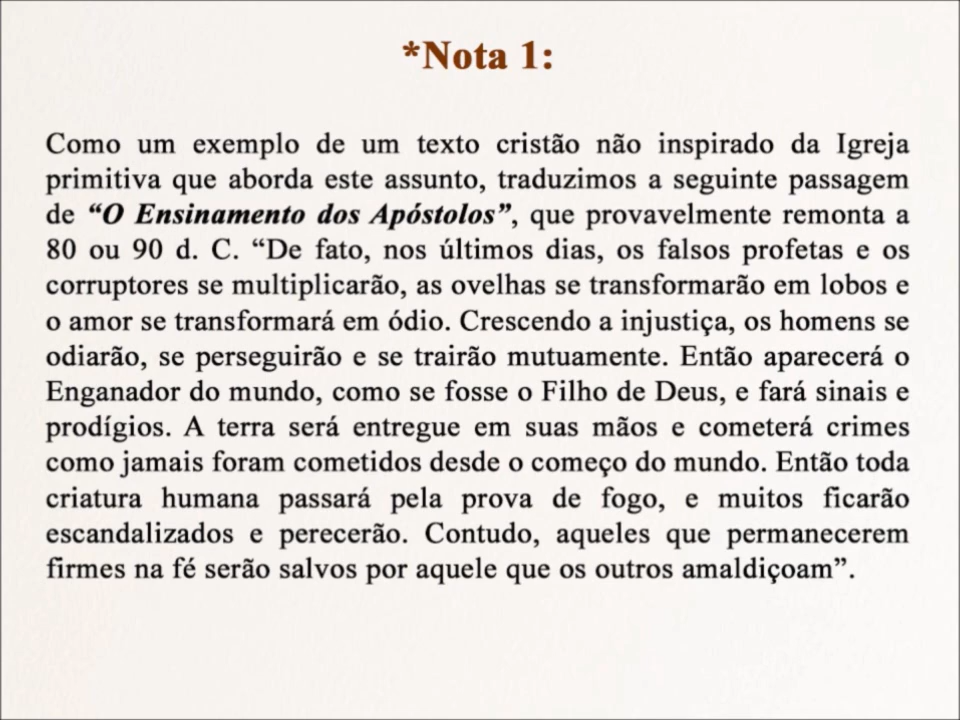 *Nota 1:
Como um exemplo de um texto cristão não inspirado da Igreja
primitiva que aborda este assunto, traduzimos a seguinte passagem
de “O Ensinamento dos Apóstolos”, que provavelmente remonta a
80 ou 90 d. C. “De fato, nos últimos dias, os falsos profetas e os
corruptores se multiplicarão, as ovelhas se transformarão em lobos e
o amor se transformará em ódio. Crescendo a injustiça, os homens se
odiarão, se perseguirão e se trairão mutuamente. Então aparecerá o
Enganador do mundo, como se fosse o Filho de Deus, e fará sinais e
prodígios. A terra será entregue em suas mãos e cometerá crimes
como jamais foram cometidos desde o começo do mundo. Então toda
criatura humana passará pela prova de fogo, e muitos ficarão
escandalizados e perecerão. Contudo, aqueles que permanecerem
firmes na fé serão salvos por aquele que os outros amaldiçoam”.